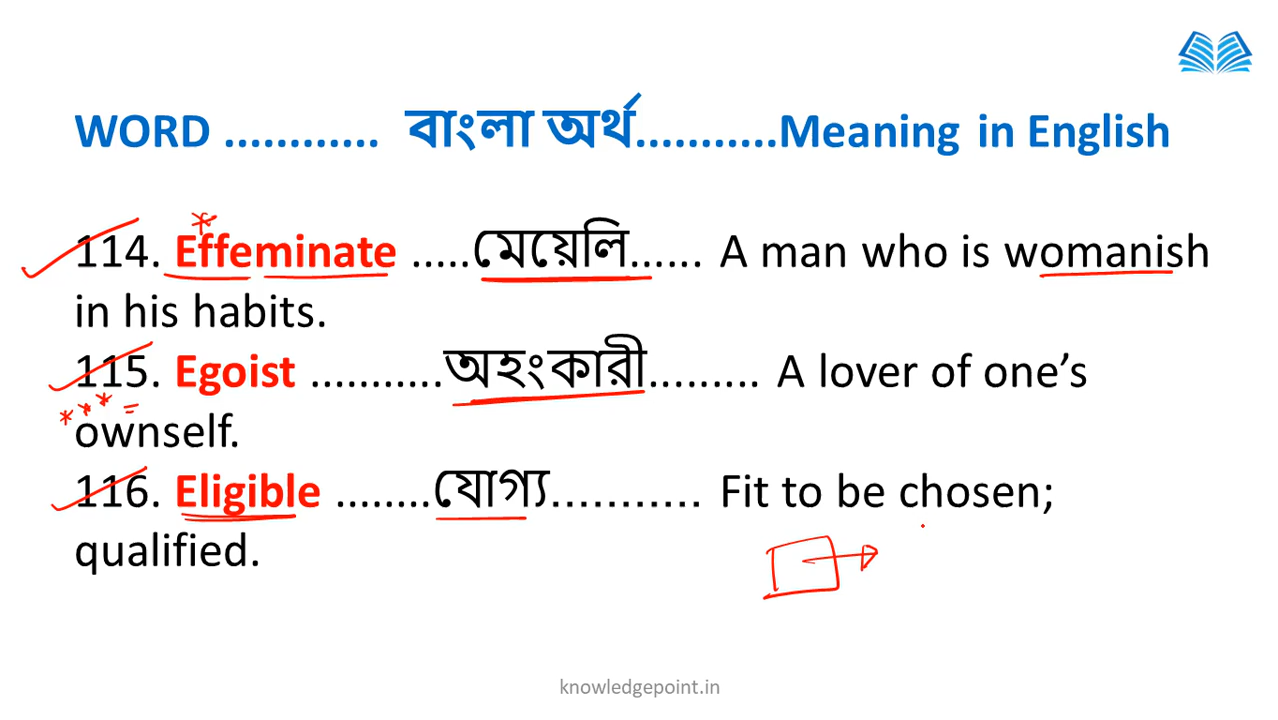 WORD ............ বাংলা অর্থ...........Meaning in English
114. Effeminate .....মেয়েলি...... A man who is womanish
in his habits.
115. Egoist ...........অহংকারী......... A lover of one’s
ownself.
116. Eligible ........যোগ্য........... Fit to be chosen;
qualified.
knowledgepoint.in